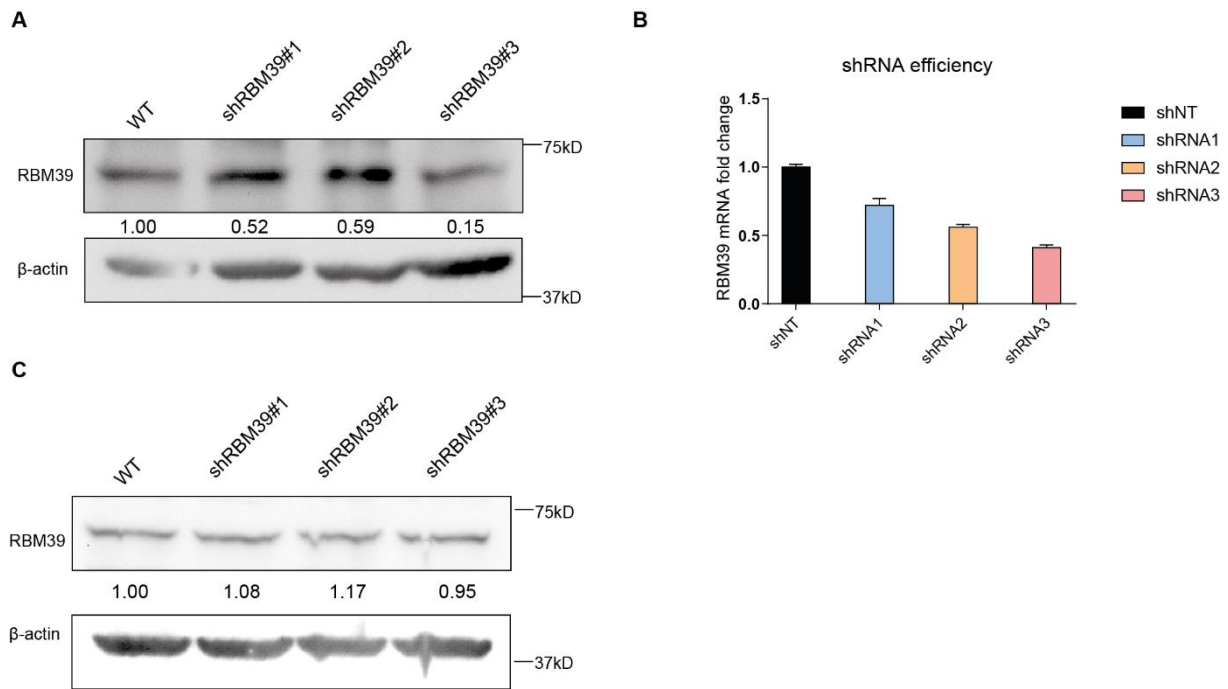 A
WT
shRBM39#1
shRBM39#2
shRBM39#3
75kD
RBM39
1.00 0.52 0.59 0.15
β-actin
37kD
B
shRNA efficiency
RBM39 mRNA fold change
1.5
1.0
0.5
0.0
shNT
shRNA1
shRNA2
shRNA3
shNT
shRNA1
shRNA2
shRNA3
C
WT
shRBM39#1
shRBM39#2
shRBM39#3
75kD
RBM39
1.00 1.08 1.17 0.95
β-actin
37kD